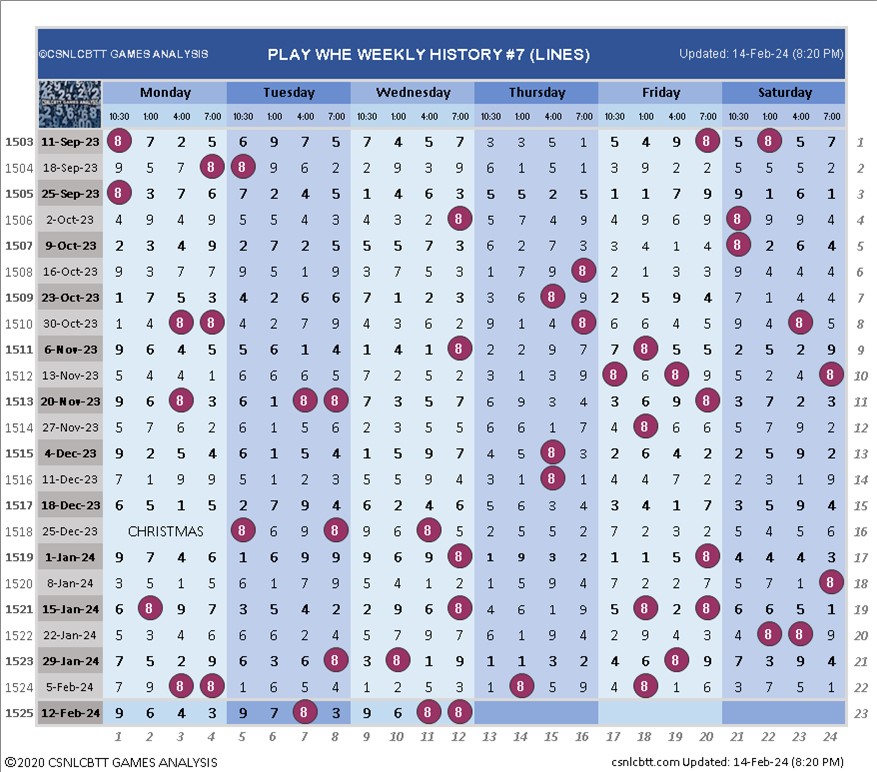 ©CSNLCBTT GAMES ANALYSIS PLAY WHE WEEKLY HISTORY #7 (LINES) Updated: 14-Feb-24 (8:20 PM)
Monday Tuesday Wednesday Thursday Friday Saturday
10:30 1:00 4:00 7:00 10:30 1:00 4:00 7:00 10:30 1:00 4:00 7:00 10:30 1:00 4:00 7:00 10:30 1:00 4:00 7:00 10:30 1:00 4:00 7:00
1503 11-Sep-23 8 7 2 5 6 9 7 5 7 4 5 7 3 3 5 1 5 4 9 8 5 8 5 7 1
1504 18-Sep-23 9 5 7 8 8 9 6 2 2 9 3 9 6 1 5 1 3 9 2 2 5 5 2 2 2
1505 25-Sep-23 8 3 7 6 7 2 4 5 1 4 6 3 5 5 2 5 1 1 7 9 9 1 6 1 3
1506 2-Oct-23 4 9 4 9 5 5 4 3 4 3 2 8 5 7 4 9 4 9 6 9 8 9 9 4 4
1507 9-Oct-23 2 3 4 9 2 7 2 5 5 5 7 3 6 2 7 3 3 4 1 4 8 2 6 4 5
1508 16-Oct-23 9 3 7 7 9 5 1 9 3 7 5 3 1 7 9 8 2 1 3 3 9 4 4 4 6
1509 23-Oct-23 1 7 5 3 4 2 6 6 7 1 2 3 3 6 8 9 2 5 9 4 7 1 4 4 7
1510 30-Oct-23 1 4 8 8 4 2 7 9 4 3 6 2 9 1 4 8 6 6 4 5 9 4 8 5 8
1511 6-Nov-23 9 6 4 5 5 6 1 4 1 4 1 8 2 2 9 7 7 8 5 5 2 5 2 9 9
1512 13-Nov-23 5 4 4 1 6 6 6 5 7 2 5 2 3 1 3 9 8 6 8 9 5 2 4 8 10
1513 20-Nov-23 9 6 8 3 6 1 8 8 7 3 5 7 6 9 3 4 3 6 9 8 3 7 2 3 11
1514 27-Nov-23 5 7 6 2 6 1 5 6 2 3 5 5 6 6 1 7 4 8 6 6 5 7 9 2 12
1515 4-Dec-23 9 2 5 4 6 1 5 4 1 5 9 7 4 5 8 3 2 6 4 2 2 5 9 2 13
1516 11-Dec-23 7 1 9 9 5 2 3 1 5 5 9 4 4 1 8 1 4 4 7 2 2 3 1 9 14
1517 18-Dec-23 6 5 1 5 2 7 9 4 6 2 4 6 5 6 3 4 3 4 1 7 3 5 9 4 15
1518 25-Dec-23 CHRISTMAS 8 6 9 8 9 6 8 5 2 5 5 2 7 2 3 2 5 4 5 6 16
1519 1-Jan-24 9 7 4 6 1 6 9 9 9 6 9 8 1 9 3 2 1 1 5 8 4 4 4 3 17
1520 8-Jan-24 3 5 1 5 6 1 7 9 5 4 1 2 1 5 9 4 7 2 2 7 5 7 1 8 18
1521 15-Jan-24 6 8 9 7 3 5 4 2 2 9 6 8 4 6 1 9 5 8 2 8 6 6 5 1 19
1522 22-Jan-24 5 3 4 6 6 6 2 4 5 7 9 7 6 1 9 4 2 9 4 3 4 8 8 9 20
1523 29-Jan-24 7 5 2 9 6 3 6 8 3 8 1 9 1 1 3 2 4 6 8 9 7 3 9 4 21
1524 5-Feb-24 7 9 8 8 1 6 5 4 1 2 5 3 1 8 5 9 4 8 1 6 3 7 5 1 22
1525 12-Feb-24 9 6 4 3 9 7 8 3 9 6 8 8 23
1 2 3 4 5 6 7 8 9 10 11 12 13 14 15 16 17 18 19 20 21 22 23 24
©2020 CSNLCBTT GAMES ANALYSIS csnlcbtt.com Updated: 14-Feb-24 (8:20 PM)